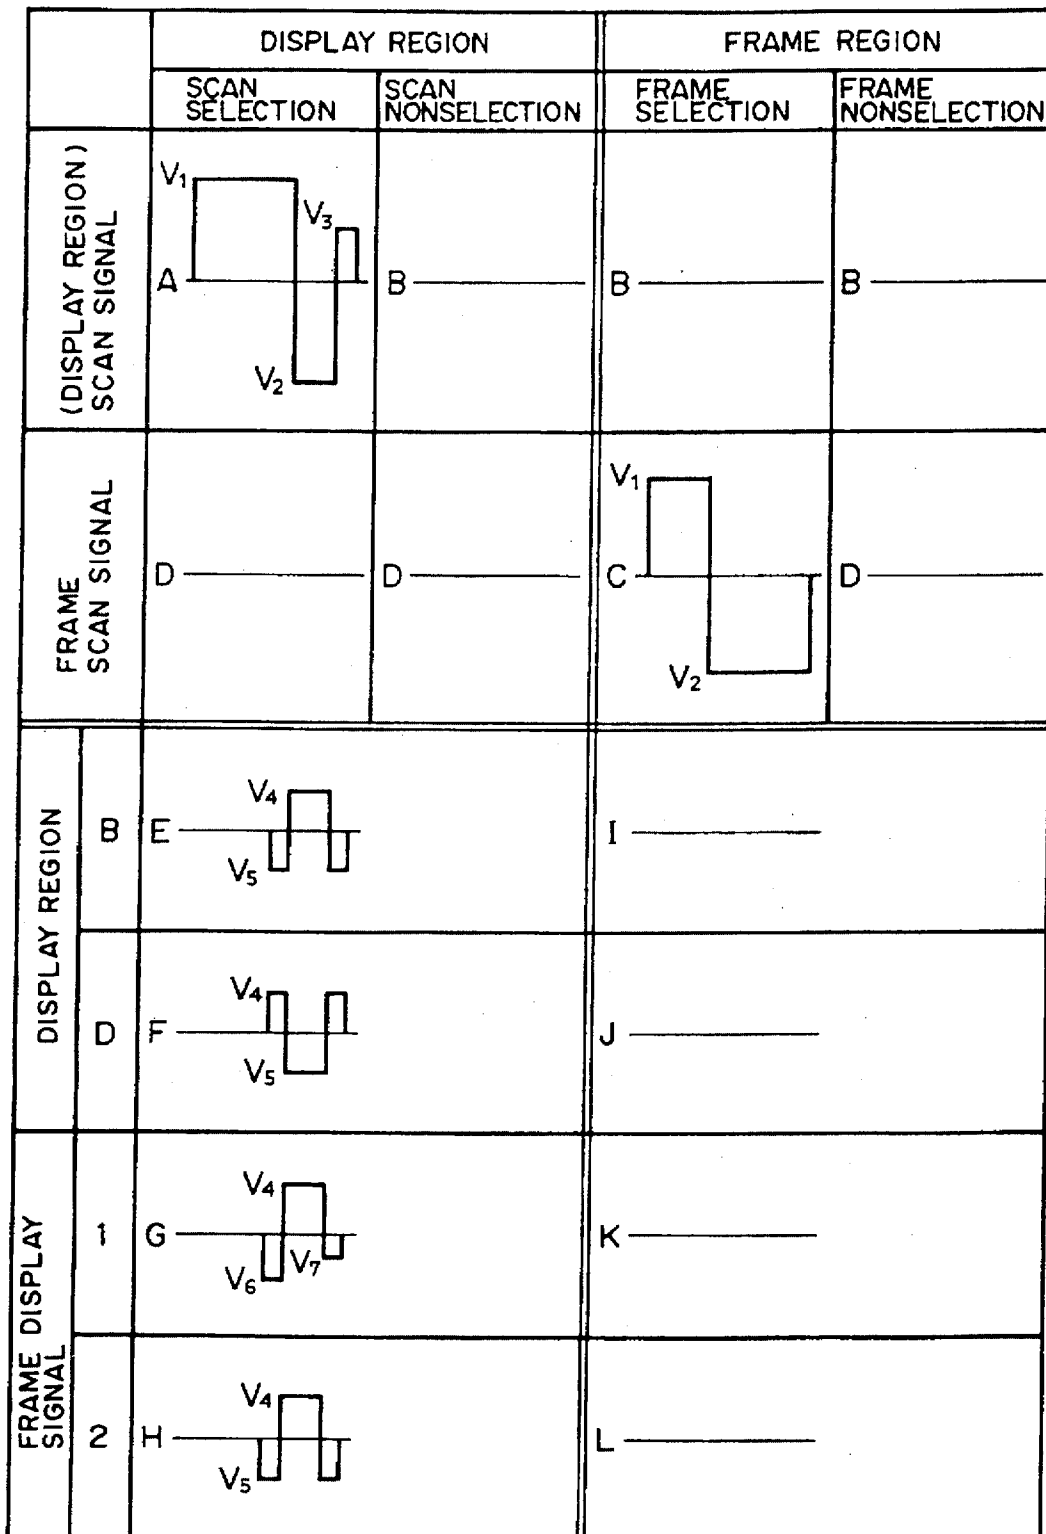 DISPLAY REGION
FRAME REGION
SCAN
SELECTION
SCAN
NONSELECTION
FRAME
SELECTION
FRAME
NONSELECTION
(DISPLAY REGION)
SCAN SIGNAL
V₁
V₃
A
V₂
B
B
B
FRAME
SCAN SIGNAL
D
D
V₁
C
V₂
D
DISPLAY REGION
B
E
V₄
V₅
I
D
F
V₄
V₅
J
FRAME DISPLAY
SIGNAL
1
G
V₄
V₆
V₇
K
2
H
V₄
V₅
L